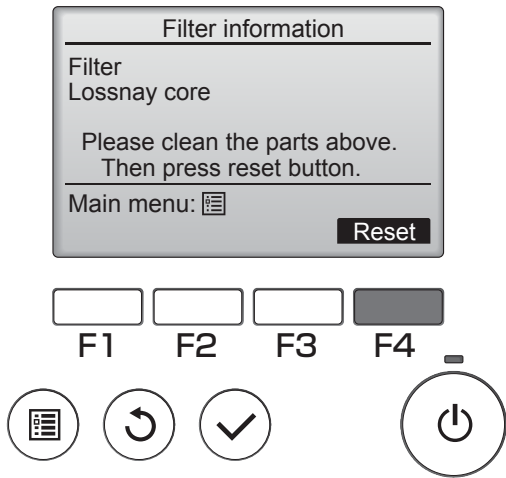 Filter information
Filter
Lossnay core
Please clean the parts above.
Then press reset button.
Main menu:
Reset
F1 F2 F3 F4